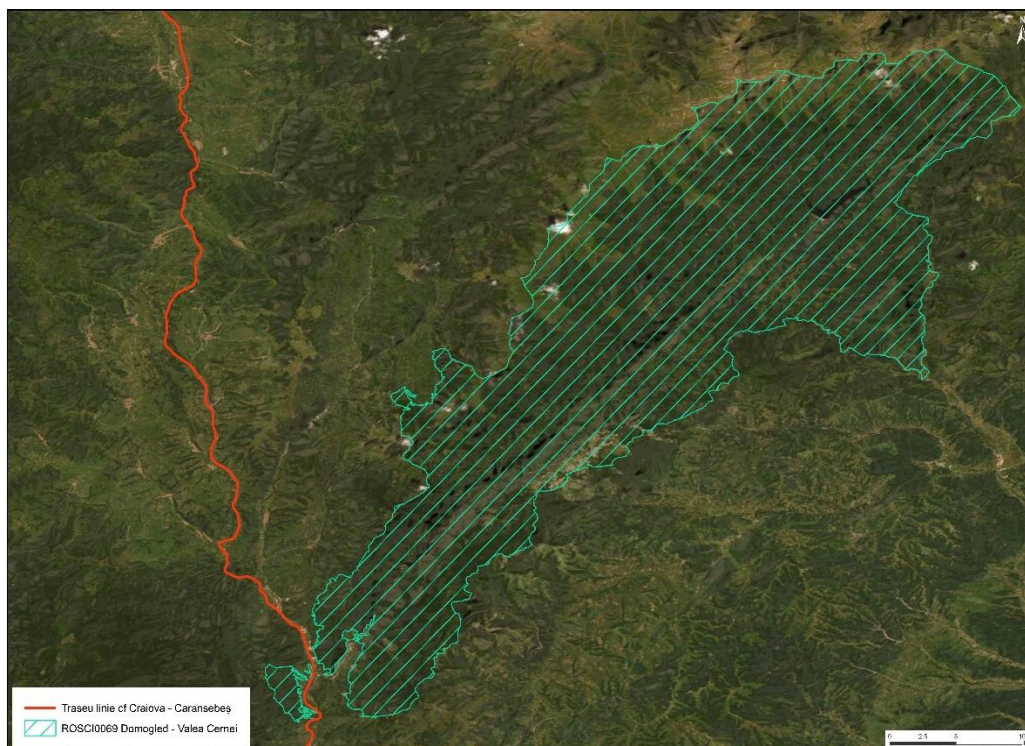 N
Traseu linie cf Craiova - Caransebeș
ROSCI0069 Domogled - Valea Cernei
0 2.5 5 10